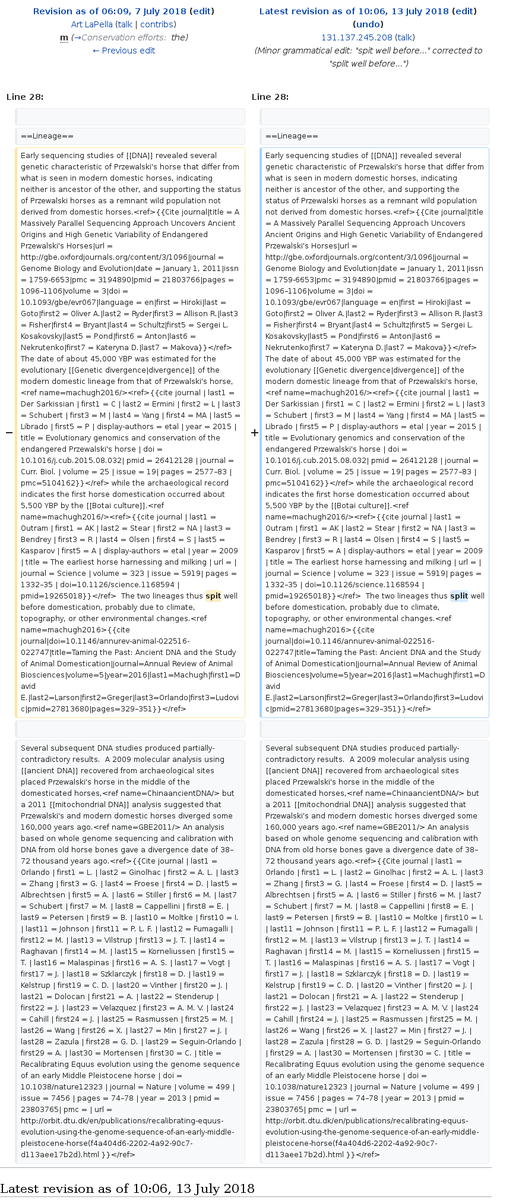 Revision as of 06:09, 7 July 2018 (edit)
Art LaPella (talk | contribs)
m (→Conservation efforts: the)
← Previous edit
Latest revision as of 10:06, 13 July 2018 (edit)
(undo)
131.137.245.208 (talk)
(Minor grammatical edit: "spit well before..." corrected to
"split well before...")
Line 28:
==Lineage==
−
Early sequencing studies of [[DNA]] revealed several
genetic characteristic of Przewalski's horse that differ from
what is seen in modern domestic horses, indicating
neither is ancestor of the other, and supporting the status
of Przewalski horses as a remnant wild population not
derived from domestic horses.<ref>{{Cite journal|title = A
Massively Parallel Sequencing Approach Uncovers
Ancient Origins and High Genetic Variability of Endangered
Przewalski's Horses|url =
http://gbe.oxfordjournals.org/content/3/1096|journal =
Genome Biology and Evolution|date = January 1, 2011|issn
= 1759-6653|pmc = 3194890|pmid = 21803766|pages =
1096–1106|volume = 3|doi =
10.1093/gbe/evr067|language = en|first = Hiroki|last =
Goto|first2 = Oliver A.|last2 = Ryder|first3 = Allison R.|last3
= Fisher|first4 = Bryant|last4 = Schultz|first5 = Sergei L.
Kosakovsky|last5 = Pond|first6 = Anton|last6 =
Nekrutenko|first7 = Kateryna D.|last7 = Makova}}</ref>
The date of about 45,000 YBP was estimated for the
evolutionary [[Genetic divergence|divergence]] of the
modern domestic lineage from that of Przewalski's horse,
<ref name=machugh2016/><ref>{{cite journal | last1 =
Der Sarkissian | first1 = C | last2 = Ermini | first2 = L | last3
= Schubert | first3 = M | last4 = Yang | first4 = MA | last5 =
Librado | first5 = P | display-authors = etal | year = 2015 |
title = Evolutionary genomics and conservation of the
endangered Przewalski's horse | doi =
10.1016/j.cub.2015.08.032| pmid = 26412128 | journal =
Curr. Biol. | volume = 25 | issue = 19| pages = 2577–83 |
pmc=5104162}}</ref> while the archaeological record
indicates the first horse domestication occurred about
5,500 YBP by the [[Botai culture]].<ref
name=machugh2016/><ref>{{cite journal | last1 =
Outram | first1 = AK | last2 = Stear | first2 = NA | last3 =
Bendrey | first3 = R | last4 = Olsen | first4 = S | last5 =
Kasparov | first5 = A | display-authors = etal | year = 2009
| title = The earliest horse harnessing and milking | url = |
journal = Science | volume = 323 | issue = 5919| pages =
1332–35 | doi=10.1126/science.1168594 |
pmid=19265018}}</ref>  The two lineages thus spit well
before domestication, probably due to climate,
topography, or other environmental changes.<ref
name=machugh2016>{{cite
journal|doi=10.1146/annurev-animal-022516-
022747|title=Taming the Past: Ancient DNA and the Study
of Animal Domestication|journal=Annual Review of Animal
Biosciences|volume=5|year=2016|last1=Machugh|first1=D
avid
E.|last2=Larson|first2=Greger|last3=Orlando|first3=Ludovi
c|pmid=27813680|pages=329–351}}</ref>
Several subsequent DNA studies produced partially-
contradictory results.  A 2009 molecular analysis using
[[ancient DNA]] recovered from archaeological sites
placed Przewalski's horse in the middle of the
domesticated horses,<ref name=ChinaancientDNA/> but
a 2011 [[mitochondrial DNA]] analysis suggested that
Przewalski's and modern domestic horses diverged some
160,000 years ago.<ref name=GBE2011/> An analysis
based on whole genome sequencing and calibration with
DNA from old horse bones gave a divergence date of 38–
72 thousand years ago.<ref>{{Cite journal | last1 =
Orlando | first1 = L. | last2 = Ginolhac | first2 = A. L. | last3
= Zhang | first3 = G. | last4 = Froese | first4 = D. | last5 =
Albrechtsen | first5 = A. | last6 = Stiller | first6 = M. | last7
= Schubert | first7 = M. | last8 = Cappellini | first8 = E. |
last9 = Petersen | first9 = B. | last10 = Moltke | first10 = I.
| last11 = Johnson | first11 = P. L. F. | last12 = Fumagalli |
first12 = M. | last13 = Vilstrup | first13 = J. T. | last14 =
Raghavan | first14 = M. | last15 = Korneliussen | first15 =
T. | last16 = Malaspinas | first16 = A. S. | last17 = Vogt |
first17 = J. | last18 = Szklarczyk | first18 = D. | last19 =
Kelstrup | first19 = C. D. | last20 = Vinther | first20 = J. |
last21 = Dolocan | first21 = A. | last22 = Stenderup |
first22 = J. | last23 = Velazquez | first23 = A. M. V. | last24
= Cahill | first24 = J. | last25 = Rasmussen | first25 = M. |
last26 = Wang | first26 = X. | last27 = Min | first27 = J. |
last28 = Zazula | first28 = G. D. | last29 = Seguin-Orlando |
first29 = A. | last30 = Mortensen | first30 = C. | title =
Recalibrating Equus evolution using the genome sequence
of an early Middle Pleistocene horse | doi =
10.1038/nature12323 | journal = Nature | volume = 499 |
issue = 7456 | pages = 74–78 | year = 2013 | pmid =
23803765| pmc = | url =
http://orbit.dtu.dk/en/publications/recalibrating-equus-
evolution-using-the-genome-sequence-of-an-early-middle-
pleistocene-horse(f4a404d6-2202-4a92-90c7-
d113aee17b2d).html }}</ref>
Line 28:
==Lineage==
+
Early sequencing studies of [[DNA]] revealed several
genetic characteristic of Przewalski's horse that differ from
what is seen in modern domestic horses, indicating
neither is ancestor of the other, and supporting the status
of Przewalski horses as a remnant wild population not
derived from domestic horses.<ref>{{Cite journal|title = A
Massively Parallel Sequencing Approach Uncovers
Ancient Origins and High Genetic Variability of Endangered
Przewalski's Horses|url =
http://gbe.oxfordjournals.org/content/3/1096|journal =
Genome Biology and Evolution|date = January 1, 2011|issn
= 1759-6653|pmc = 3194890|pmid = 21803766|pages =
1096–1106|volume = 3|doi =
10.1093/gbe/evr067|language = en|first = Hiroki|last =
Goto|first2 = Oliver A.|last2 = Ryder|first3 = Allison R.|last3
= Fisher|first4 = Bryant|last4 = Schultz|first5 = Sergei L.
Kosakovsky|last5 = Pond|first6 = Anton|last6 =
Nekrutenko|first7 = Kateryna D.|last7 = Makova}}</ref>
The date of about 45,000 YBP was estimated for the
evolutionary [[Genetic divergence|divergence]] of the
modern domestic lineage from that of Przewalski's horse,
<ref name=machugh2016/><ref>{{cite journal | last1 =
Der Sarkissian | first1 = C | last2 = Ermini | first2 = L | last3
= Schubert | first3 = M | last4 = Yang | first4 = MA | last5 =
Librado | first5 = P | display-authors = etal | year = 2015 |
title = Evolutionary genomics and conservation of the
endangered Przewalski's horse | doi =
10.1016/j.cub.2015.08.032| pmid = 26412128 | journal =
Curr. Biol. | volume = 25 | issue = 19| pages = 2577–83 |
pmc=5104162}}</ref> while the archaeological record
indicates the first horse domestication occurred about
5,500 YBP by the [[Botai culture]].<ref
name=machugh2016/><ref>{{cite journal | last1 =
Outram | first1 = AK | last2 = Stear | first2 = NA | last3 =
Bendrey | first3 = R | last4 = Olsen | first4 = S | last5 =
Kasparov | first5 = A | display-authors = etal | year = 2009
| title = The earliest horse harnessing and milking | url = |
journal = Science | volume = 323 | issue = 5919| pages =
1332–35 | doi=10.1126/science.1168594 |
pmid=19265018}}</ref>  The two lineages thus split well
before domestication, probably due to climate,
topography, or other environmental changes.<ref
name=machugh2016>{{cite
journal|doi=10.1146/annurev-animal-022516-
022747|title=Taming the Past: Ancient DNA and the Study
of Animal Domestication|journal=Annual Review of Animal
Biosciences|volume=5|year=2016|last1=Machugh|first1=D
avid
E.|last2=Larson|first2=Greger|last3=Orlando|first3=Ludovi
c|pmid=27813680|pages=329–351}}</ref>
Several subsequent DNA studies produced partially-
contradictory results.  A 2009 molecular analysis using
[[ancient DNA]] recovered from archaeological sites
placed Przewalski's horse in the middle of the
domesticated horses,<ref name=ChinaancientDNA/> but
a 2011 [[mitochondrial DNA]] analysis suggested that
Przewalski's and modern domestic horses diverged some
160,000 years ago.<ref name=GBE2011/> An analysis
based on whole genome sequencing and calibration with
DNA from old horse bones gave a divergence date of 38–
72 thousand years ago.<ref>{{Cite journal | last1 =
Orlando | first1 = L. | last2 = Ginolhac | first2 = A. L. | last3
= Zhang | first3 = G. | last4 = Froese | first4 = D. | last5 =
Albrechtsen | first5 = A. | last6 = Stiller | first6 = M. | last7
= Schubert | first7 = M. | last8 = Cappellini | first8 = E. |
last9 = Petersen | first9 = B. | last10 = Moltke | first10 = I.
| last11 = Johnson | first11 = P. L. F. | last12 = Fumagalli |
first12 = M. | last13 = Vilstrup | first13 = J. T. | last14 =
Raghavan | first14 = M. | last15 = Korneliussen | first15 =
T. | last16 = Malaspinas | first16 = A. S. | last17 = Vogt |
first17 = J. | last18 = Szklarczyk | first18 = D. | last19 =
Kelstrup | first19 = C. D. | last20 = Vinther | first20 = J. |
last21 = Dolocan | first21 = A. | last22 = Stenderup |
first22 = J. | last23 = Velazquez | first23 = A. M. V. | last24
= Cahill | first24 = J. | last25 = Rasmussen | first25 = M. |
last26 = Wang | first26 = X. | last27 = Min | first27 = J. |
last28 = Zazula | first28 = G. D. | last29 = Seguin-Orlando |
first29 = A. | last30 = Mortensen | first30 = C. | title =
Recalibrating Equus evolution using the genome sequence
of an early Middle Pleistocene horse | doi =
10.1038/nature12323 | journal = Nature | volume = 499 |
issue = 7456 | pages = 74–78 | year = 2013 | pmid =
23803765| pmc = | url =
http://orbit.dtu.dk/en/publications/recalibrating-equus-
evolution-using-the-genome-sequence-of-an-early-middle-
pleistocene-horse(f4a404d6-2202-4a92-90c7-
d113aee17b2d).html }}</ref>
Latest revision as of 10:06, 13 July 2018